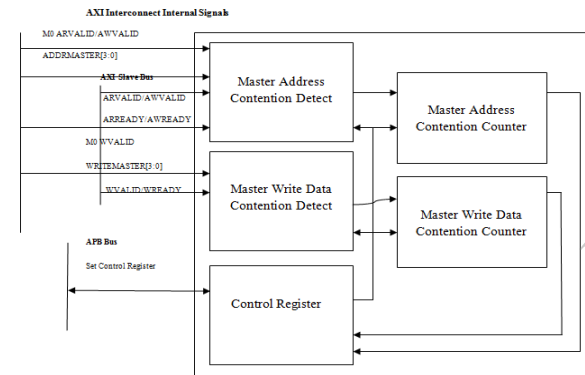 AXI Interconnect Internal Signals
M0 ARVALID/AWVALID
ADDRMASTER[3:0]
AXI Slave Bus
ARVALID/AWVALID
ARREADY/AWREADY
M0 WVALID
WRITEMASTER[3:0]
WVALID/WREADY
APB Bus
Set Control Register
Master Address
Contention Detect
Master Address
Contention Counter
Master Write Data
Contention Detect
Master Write Data
Contention Counter
Control Register